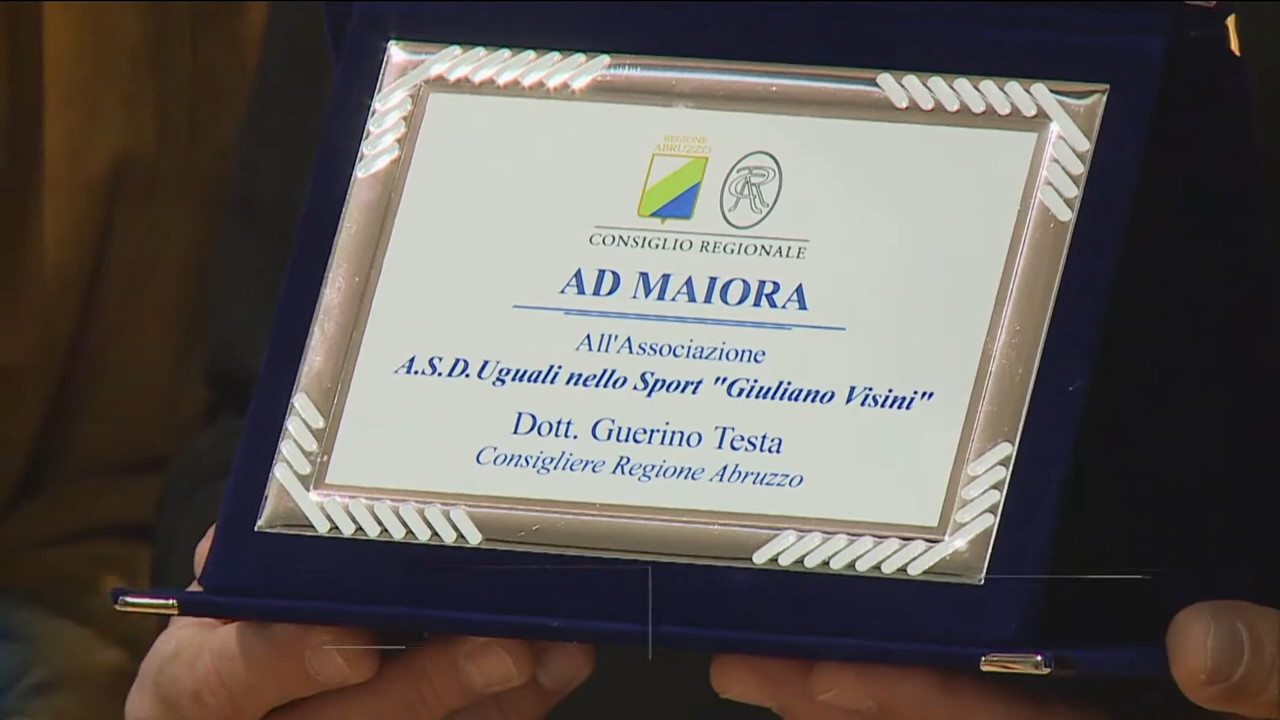 REGIONE
ABRUZZO
CONSIGLIO REGIONALE
AD MAIORA
All'Associazione
A.S.D.Uguali nello Sport "Giuliano Visini"
Dott. Guerino Testa
Consigliere Regione Abruzzo